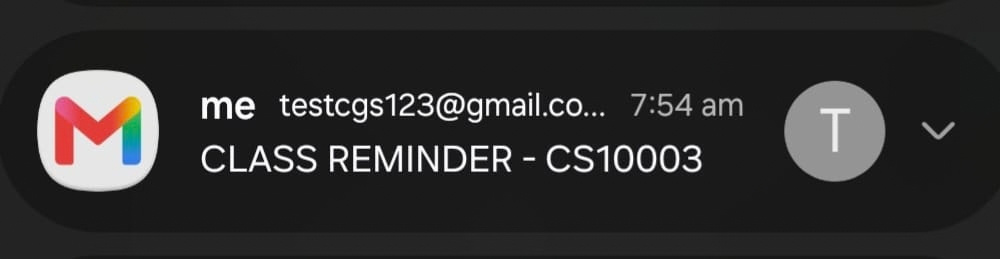 me testcgs123@gmail.co... 7:54 am
CLASS REMINDER - CS10003
T